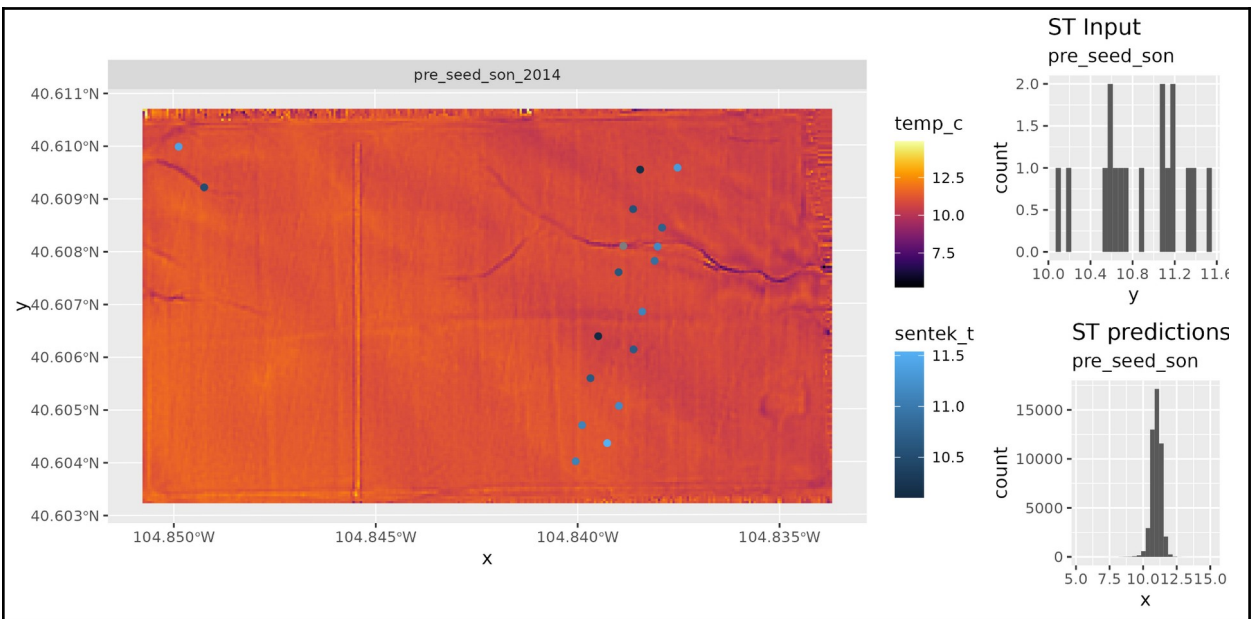 pre_seed_son_2014
40.611°N
40.610°N
40.609°N
40.608°N
40.607°N
40.606°N
40.605°N
40.604°N
40.603°N
y
104.850°W 104.845°W 104.840°W 104.835°W
x
temp_c
12.5
10.0
7.5
sentek_t
11.5
11.0
10.5
ST Input
pre_seed_son
2.0
1.5
1.0
0.5
0.0
count
10.0 10.4 10.8 11.2 11.6
y
ST predictions
pre_seed_son
15000
10000
5000
0
count
5.0 7.5 10.0 12.5 15.0
x